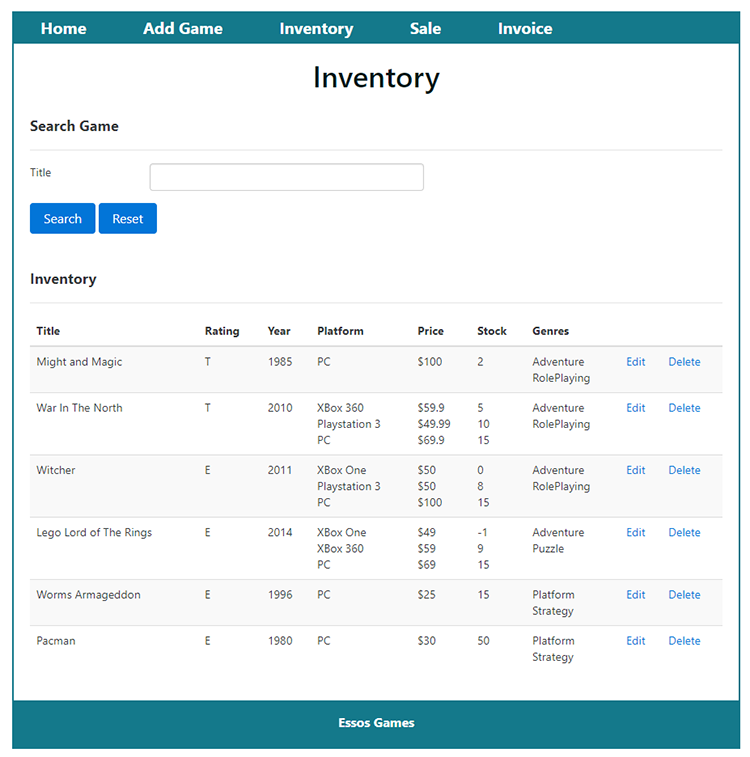 Home Add Game Inventory Sale Invoice
Inventory
Search Game
Title
Search Reset
Inventory
Title Rating Year Platform Price Stock Genres
Might and Magic T 1985 PC $100 2 Adventure Edit Delete
RolePlaying
War In The North T 2010 XBox 360 $59.9 5 Adventure Edit Delete
Playstation 3 $49.99 10 RolePlaying
PC $69.9 15
Witcher E 2011 XBox One $50 0 Adventure Edit Delete
Playstation 3 $50 8 RolePlaying
PC $100 15
Lego Lord of The Rings E 2014 XBox One $49 -1 Adventure Edit Delete
XBox 360 $59 9 Puzzle
PC $69 15
Worms Armageddon E 1996 PC $25 15 Platform Edit Delete
Strategy
Pacman E 1980 PC $30 50 Platform Edit Delete
Strategy
Essos Games